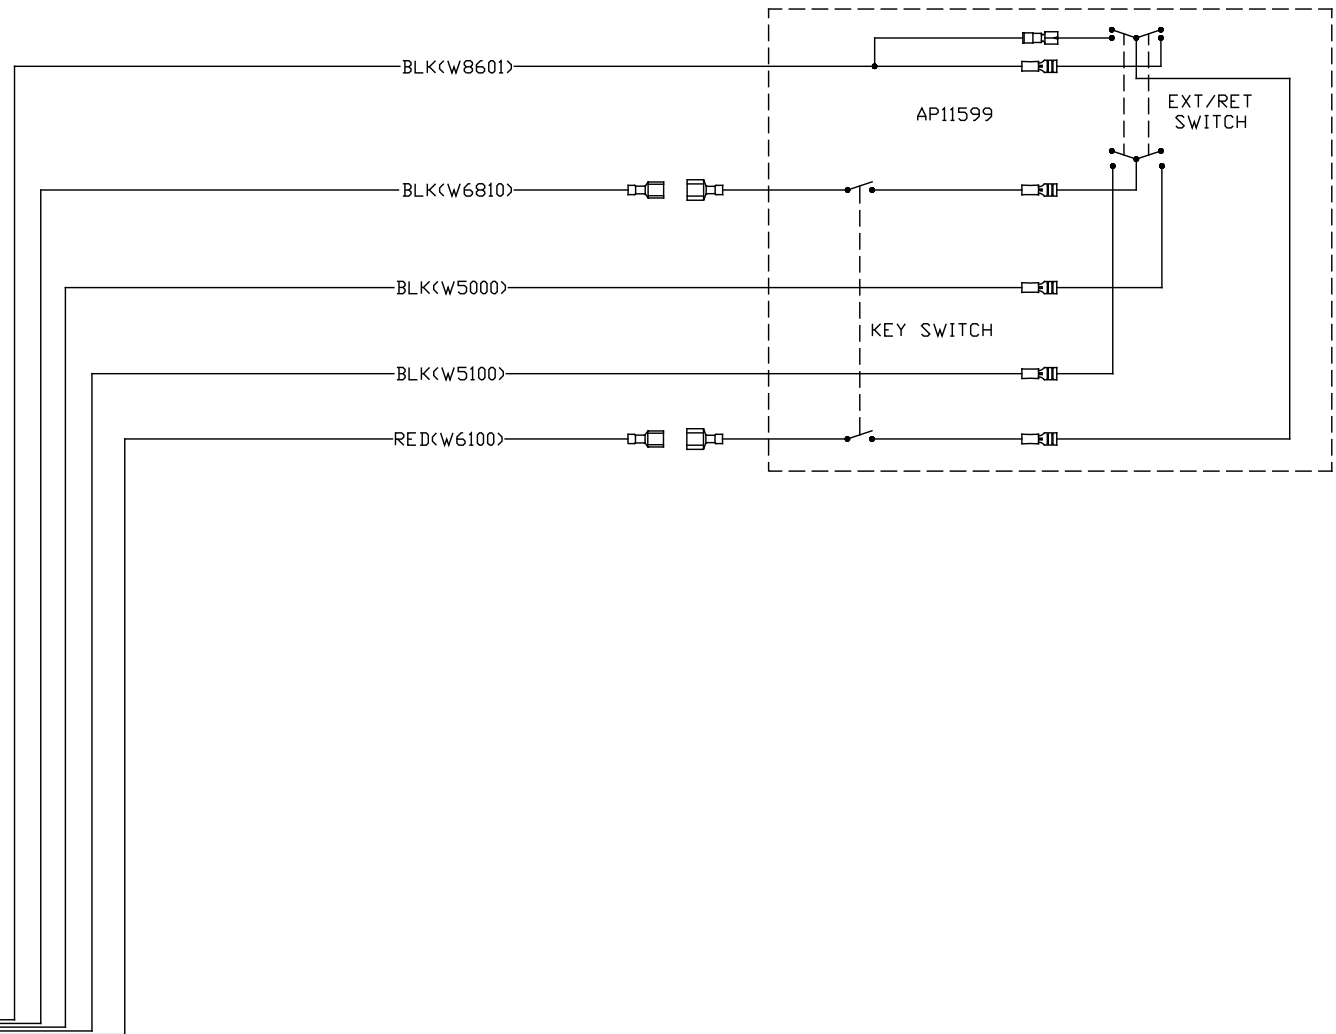 BLK(W8601)
AP11599
EXT/RET
SWITCH
BLK(W6810)
BLK(W5000)
KEY SWITCH
BLK(W5100)
RED(W6100)